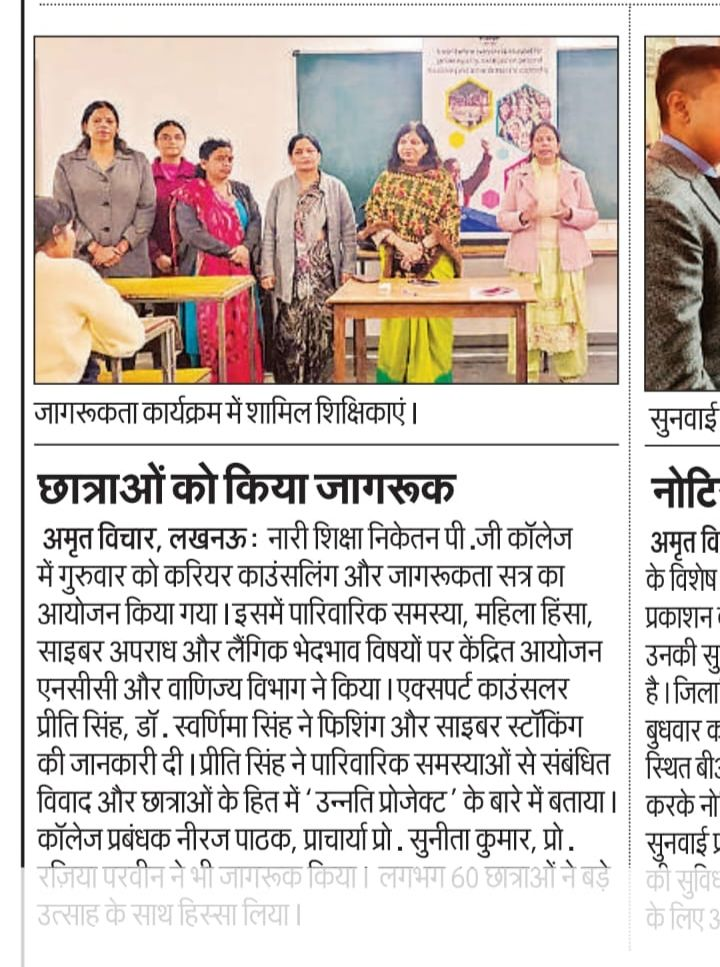 जागरूकता कार्यक्रम में शामिल शिक्षिकाएं।
छात्राओं को किया जागरूक
अमृत विचार, लखनऊ : नारी शिक्षा निकेतन पी .जी कॉलेज
में गुरुवार को करियर काउंसलिंग और जागरूकता सत्र का
आयोजन किया गया। इसमें पारिवारिक समस्या, महिला हिंसा,
साइबर अपराध और लैंगिक भेदभाव विषयों पर केंद्रित आयोजन
एनसीसी और वाणिज्य विभाग ने किया। एक्सपर्ट काउंसलर
प्रीति सिंह, डॉ . स्वर्णिमा सिंह ने फिशिंग और साइबर स्टॉकिंग
की जानकारी दी। प्रीति सिंह ने पारिवारिक समस्याओं से संबंधित
विवाद और छात्राओं के हित में ' उन्नति प्रोजेक्ट ' के बारे में बताया।
कॉलेज प्रबंधक नीरज पाठक, प्राचार्या प्रो . सुनीता कुमार, प्रो .
रज़िया परवीन ने भी जागरूक किया। लगभग 60 छात्राओं ने बड़े
उत्साह के साथ हिस्सा लिया।
सुनवाई
नोटि
अमृत वि
के विशेष
प्रकाशन
उनकी सु
है। जिला
बुधवार क
स्थित बी
करके नो
सुनवाई प्र
की सुविध
के लिए अ